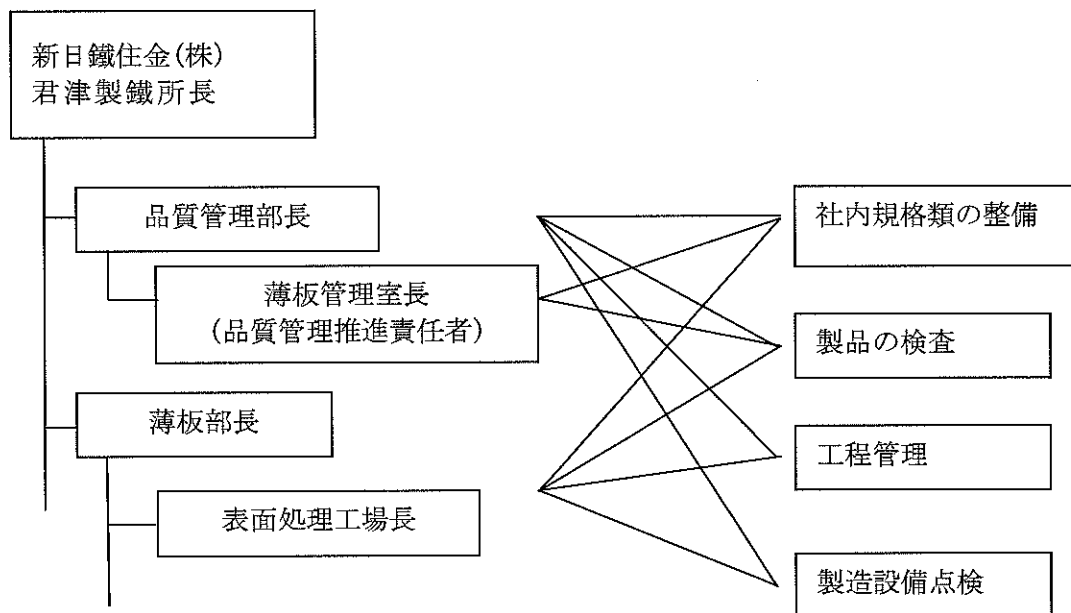 新日鐵住金(株)
君津製鐵所長
品質管理部長
薄板管理室長
(品質管理推進責任者)
薄板部長
表面処理工場長
社内規格類の整備
製品の検査
工程管理
製造設備点検